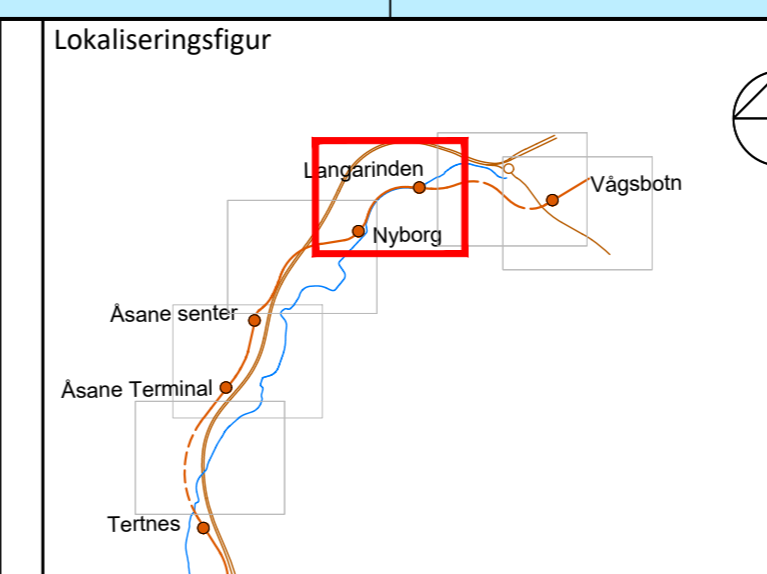 Lokaliseringsfigur
Langarinden
Vågsbotn
Nyborg
Åsane senter
Åsane Terminal
Tertnes